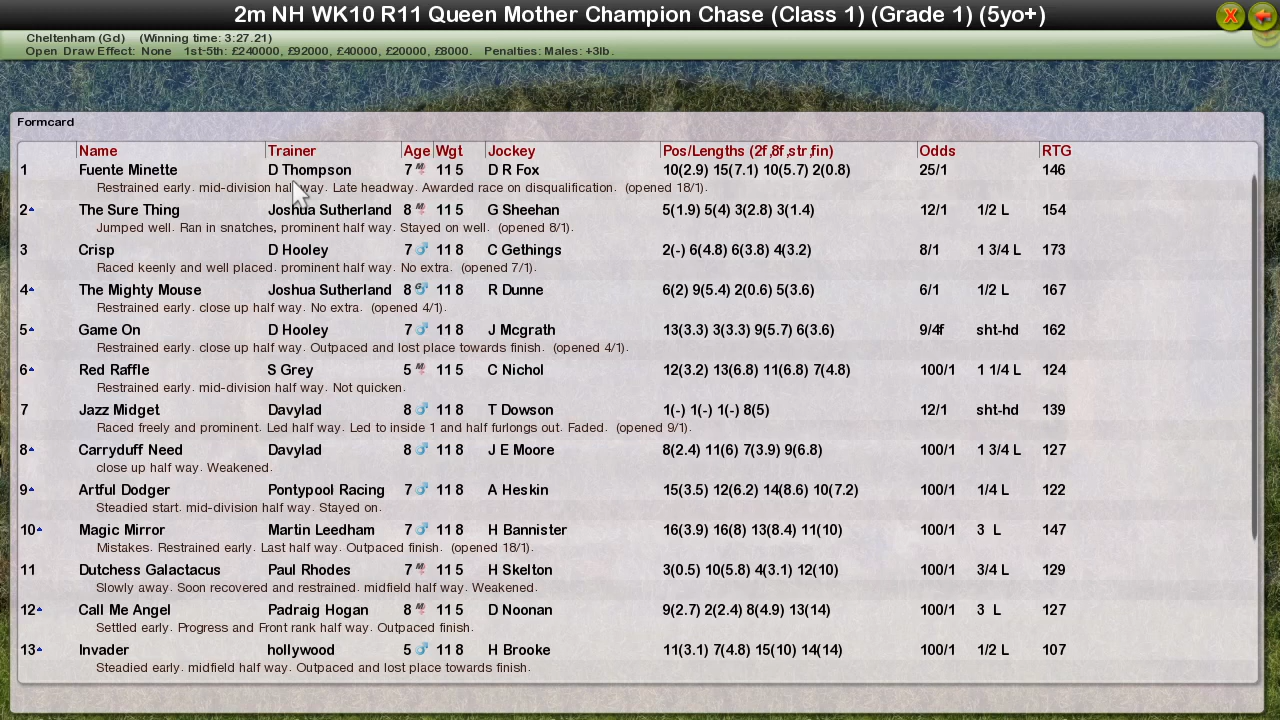 2m NH WK10 R11 Queen Mother Champion Chase (Class 1) (Grade 1) (5yo+)
Cheltenham (Gd) (Winning time: 3:27.21)
Open Draw Effect: None 1st-5th: £240000, £92000, £40000, £20000, £8000. Penalties: Males: +3lb.
Formcard
Name Trainer Age Wgt Jockey Pos/Lengths (2f,8f,str,fin) Odds RTG
1 Fuente Minette D Thompson 7 11 5 D R Fox 10(2.9) 15(7.1) 10(5.7) 2(0.8) 25/1 146
Restrained early. mid-division half way. Late headway. Awarded race on disqualification. (opened 18/1).
2 The Sure Thing Joshua Sutherland 8 11 5 G Sheehan 5(1.9) 5(4) 3(2.8) 3(1.4) 12/1 1/2 L 154
Jumped well. Ran in snatches, prominent half way. Stayed on well. (opened 8/1).
3 Crisp D Hooley 7 11 8 C Gethings 2(-) 6(4.8) 6(3.8) 4(3.2) 8/1 1 3/4 L 173
Raced keenly and well placed. prominent half way. No extra. (opened 7/1).
4 The Mighty Mouse Joshua Sutherland 8 11 8 R Dunne 6(2) 9(5.4) 2(0.6) 5(3.6) 6/1 1/2 L 167
Restrained early. close up half way. No extra. (opened 4/1).
5 Game On D Hooley 7 11 8 J Mcgrath 13(3.3) 3(3.3) 9(5.7) 6(3.6) 9/4f sht-hd 162
Restrained early. close up half way. Outpaced and lost place towards finish. (opened 4/1).
6 Red Raffle S Grey 5 11 5 C Nichol 12(3.2) 13(6.8) 11(6.8) 7(4.8) 100/1 1 1/4 L 124
Restrained early. mid-division half way. Not quicken.
7 Jazz Midget Davylad 8 11 8 T Dowson 1(-) 1(-) 1(-) 8(5) 12/1 sht-hd 139
Raced freely and prominent. Led half way. Led to inside 1 and half furlongs out. Faded. (opened 9/1).
8 Carryduff Need Davylad 8 11 8 J E Moore 8(2.4) 11(6) 7(3.9) 9(6.8) 100/1 1 3/4 L 127
close up half way. Weakened.
9 Artful Dodger Pontypool Racing 7 11 8 A Heskin 15(3.5) 12(6.2) 14(8.6) 10(7.2) 100/1 1/4 L 122
Steadied start. mid-division half way. Stayed on.
10 Magic Mirror Martin Leedham 7 11 8 H Bannister 16(3.9) 16(8) 13(8.4) 11(10) 100/1 3 L 147
Mistakes. Restrained early. Last half way. Outpaced finish. (opened 18/1).
11 Dutchess Galactacus Paul Rhodes 7 11 5 H Skelton 3(0.5) 10(5.8) 4(3.1) 12(10) 100/1 3/4 L 129
Slowly away. Soon recovered and restrained. midfield half way. Weakened.
12 Call Me Angel Padraig Hogan 8 11 5 D Noonan 9(2.7) 2(2.4) 8(4.9) 13(14) 100/1 3 L 127
Settled early. Progress and Front rank half way. Outpaced finish.
13 Invader hollywood 5 11 8 H Brooke 11(3.1) 7(4.8) 15(10) 14(14) 100/1 1/2 L 107
Steadied early. midfield half way. Outpaced and lost place towards finish.